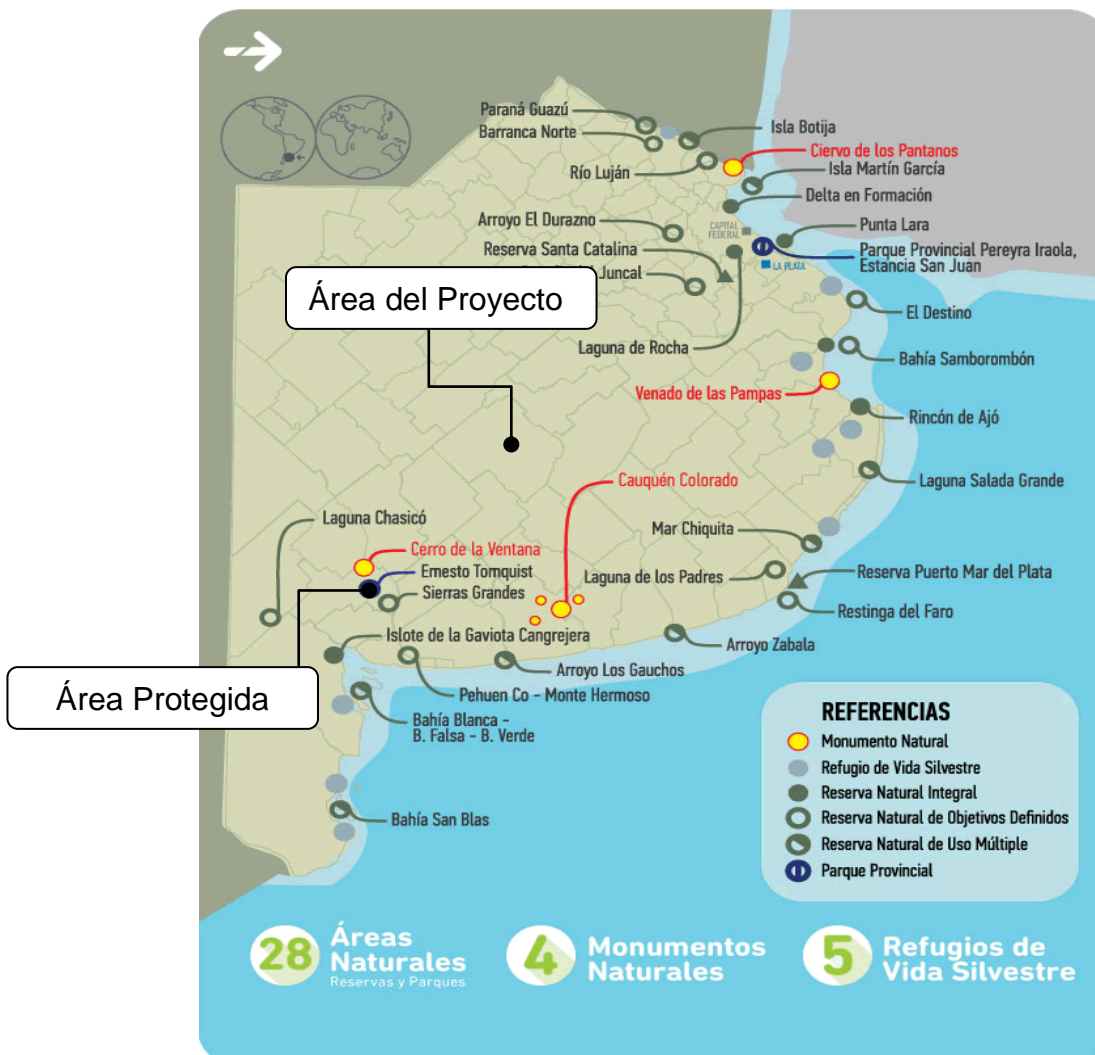 Paraná Guazú
Barranca Norte
Isla Botija
Ciervo de los Pantanos
Río Luján
Isla Martín García
Delta en Formación
Arroyo El Durazno
CAPITAL
FEDERAL
Punta Lara
Reserva Santa Catalina
Parque Provincial Pereyra Iraola,
Estancia San Juan
LA PLATA
Juncal
Área del Proyecto
El Destino
Laguna de Rocha
Bahía Samborombón
Venado de las Pampas
Rincón de Ajó
Cauquén Colorado
Laguna Salada Grande
Laguna Chasicó
Mar Chiquita
Cerro de la Ventana
Ernesto Tornquist
Laguna de los Padres
Reserva Puerto Mar del Plata
Sierras Grandes
Restinga del Faro
Islote de la Gaviota Cangrejera
Arroyo Zabala
Arroyo Los Gauchos
Área Protegida
Pehuen Co - Monte Hermoso
Bahía Blanca -
B. Falsa - B. Verde
Bahía San Blas
REFERENCIAS
Monumento Natural
Refugio de Vida Silvestre
Reserva Natural Integral
Reserva Natural de Objetivos Definidos
Reserva Natural de Uso Múltiple
Parque Provincial
28 Áreas
Naturales
Reservas y Parques
4 Monumentos
Naturales
5 Refugios de
Vida Silvestre